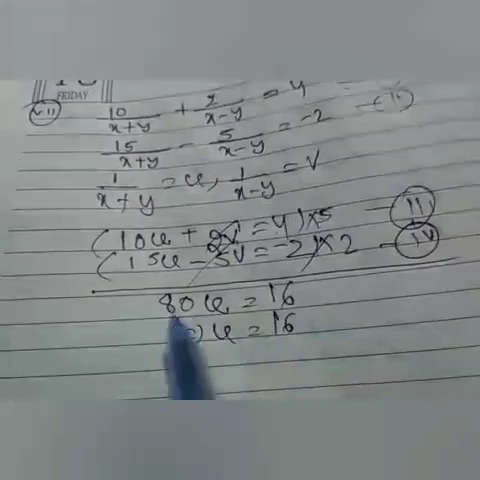 FRIDAY
(vii) 10/(x+y) + 2/(x-y) = 4
15/(x+y) - 5/(x-y) = -2
1/(x+y) = u, 1/(x-y) = v
(10u + 2v = 4) x5 (III)
(15u - 5v = -2) x2 (IV)
80u = 16
u = 16